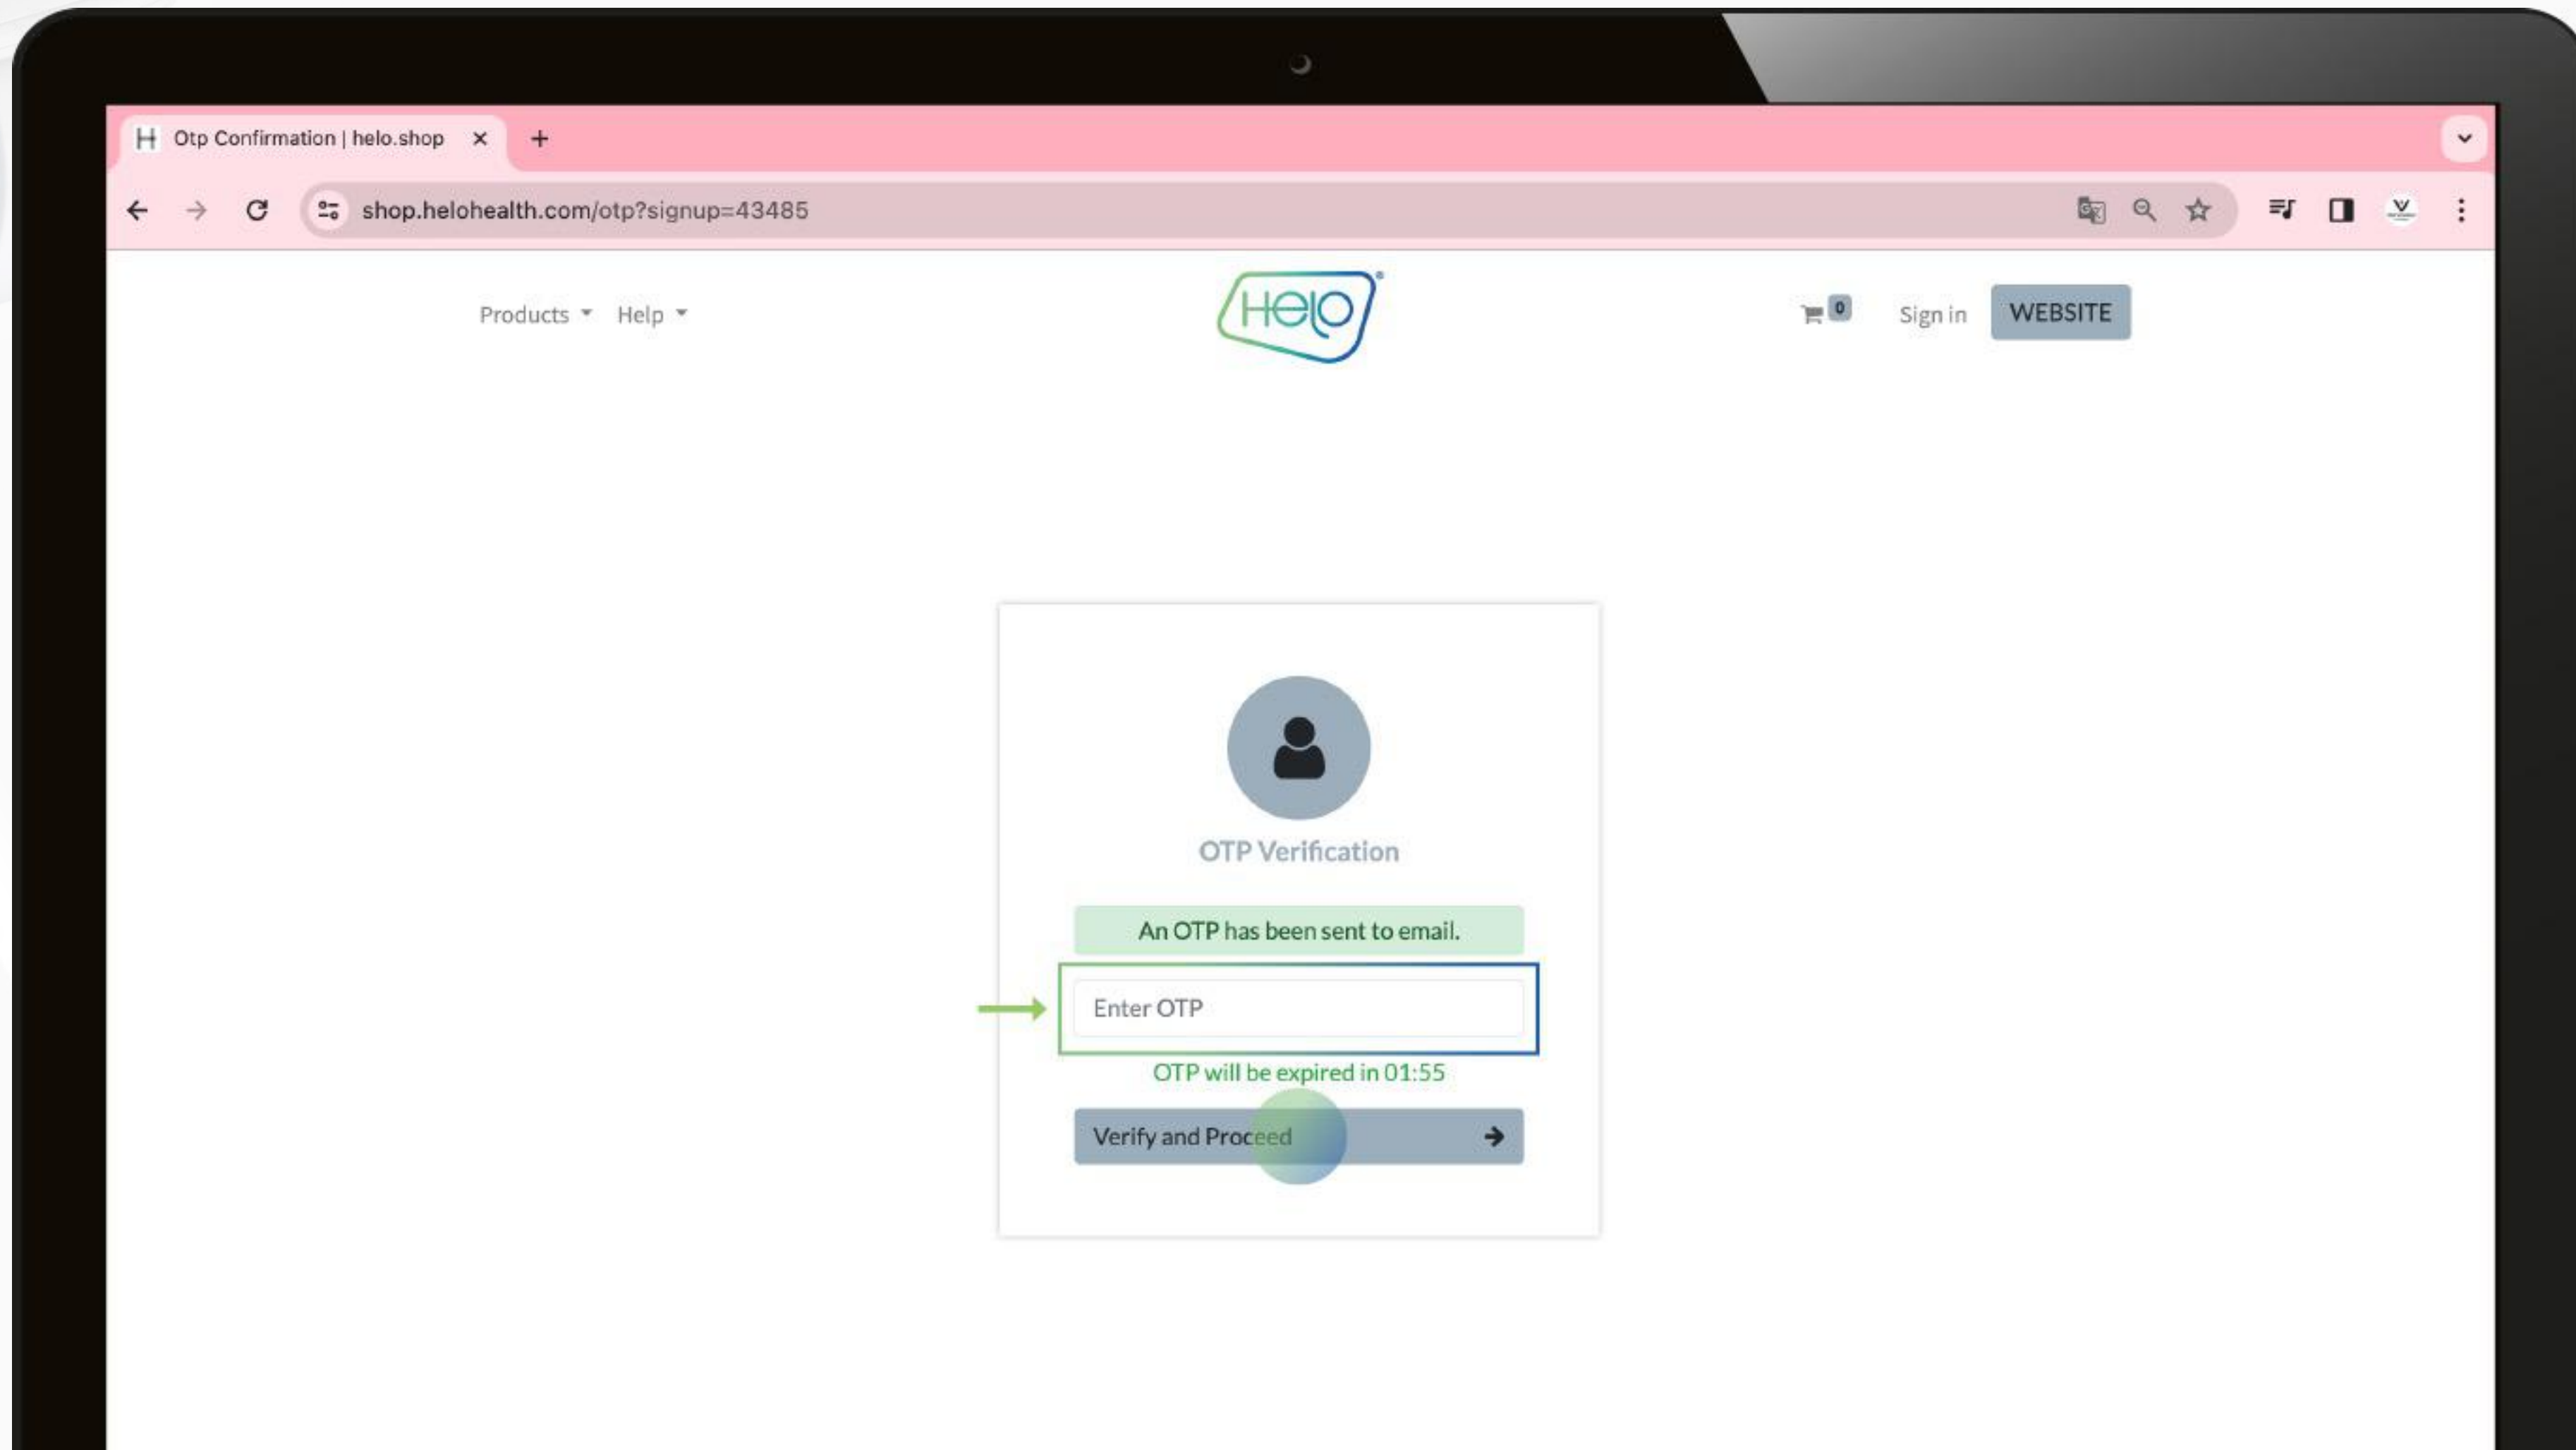 Otp Confirmation | helo.shop
shop.helohealth.com/otp?signup=43485
Products Help Helo 0 Sign in WEBSITE
OTP Verification
An OTP has been sent to email.
Enter OTP
OTP will be expired in 01:55
Verify and Proceed